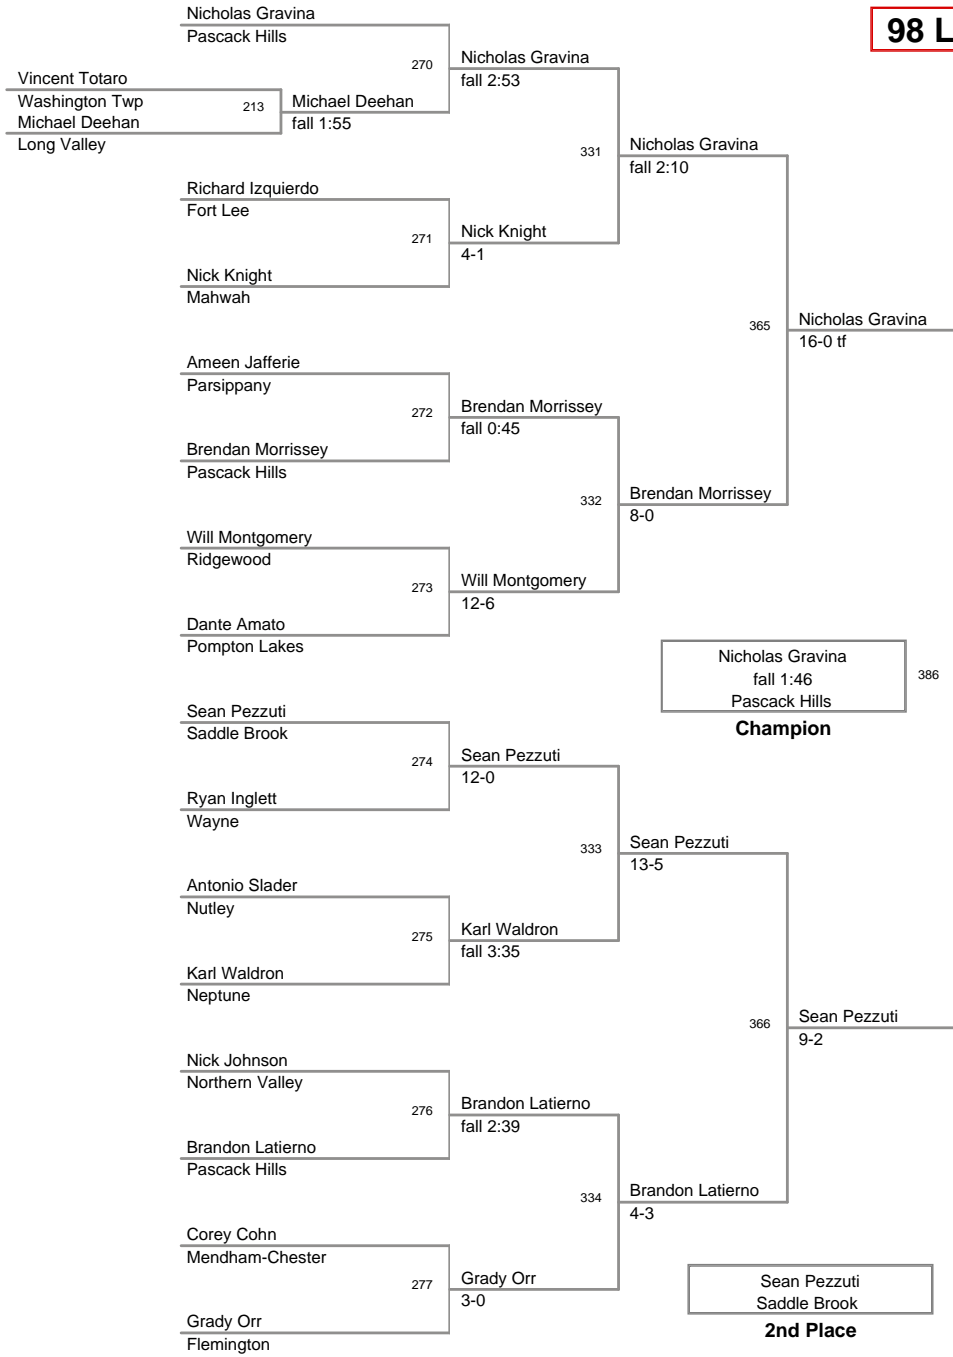 Nicholas Gravina
Pascack Hills
98 L
270
Nicholas Gravina
fall 2:53
Vincent Totaro
Washington Twp
213
Michael Deehan
fall 1:55
Michael Deehan
Long Valley
331
Nicholas Gravina
fall 2:10
Richard Izquierdo
Fort Lee
271
Nick Knight
4-1
Nick Knight
Mahwah
365
Nicholas Gravina
16-0 tf
Ameen Jafferie
Parsippany
272
Brendan Morrissey
fall 0:45
Brendan Morrissey
Pascack Hills
332
Brendan Morrissey
8-0
Will Montgomery
Ridgewood
273
Will Montgomery
12-6
Dante Amato
Pompton Lakes
Nicholas Gravina
fall 1:46
Pascack Hills
386
Champion
Sean Pezzuti
Saddle Brook
274
Sean Pezzuti
12-0
Ryan Inglett
Wayne
333
Sean Pezzuti
13-5
Antonio Slader
Nutley
275
Karl Waldron
fall 3:35
Karl Waldron
Neptune
366
Sean Pezzuti
9-2
Nick Johnson
Northern Valley
276
Brandon Latierno
fall 2:39
Brandon Latierno
Pascack Hills
334
Brandon Latierno
4-3
Corey Cohn
Mendham-Chester
277
Grady Orr
3-0
Grady Orr
Flemington
Sean Pezzuti
Saddle Brook
2nd Place